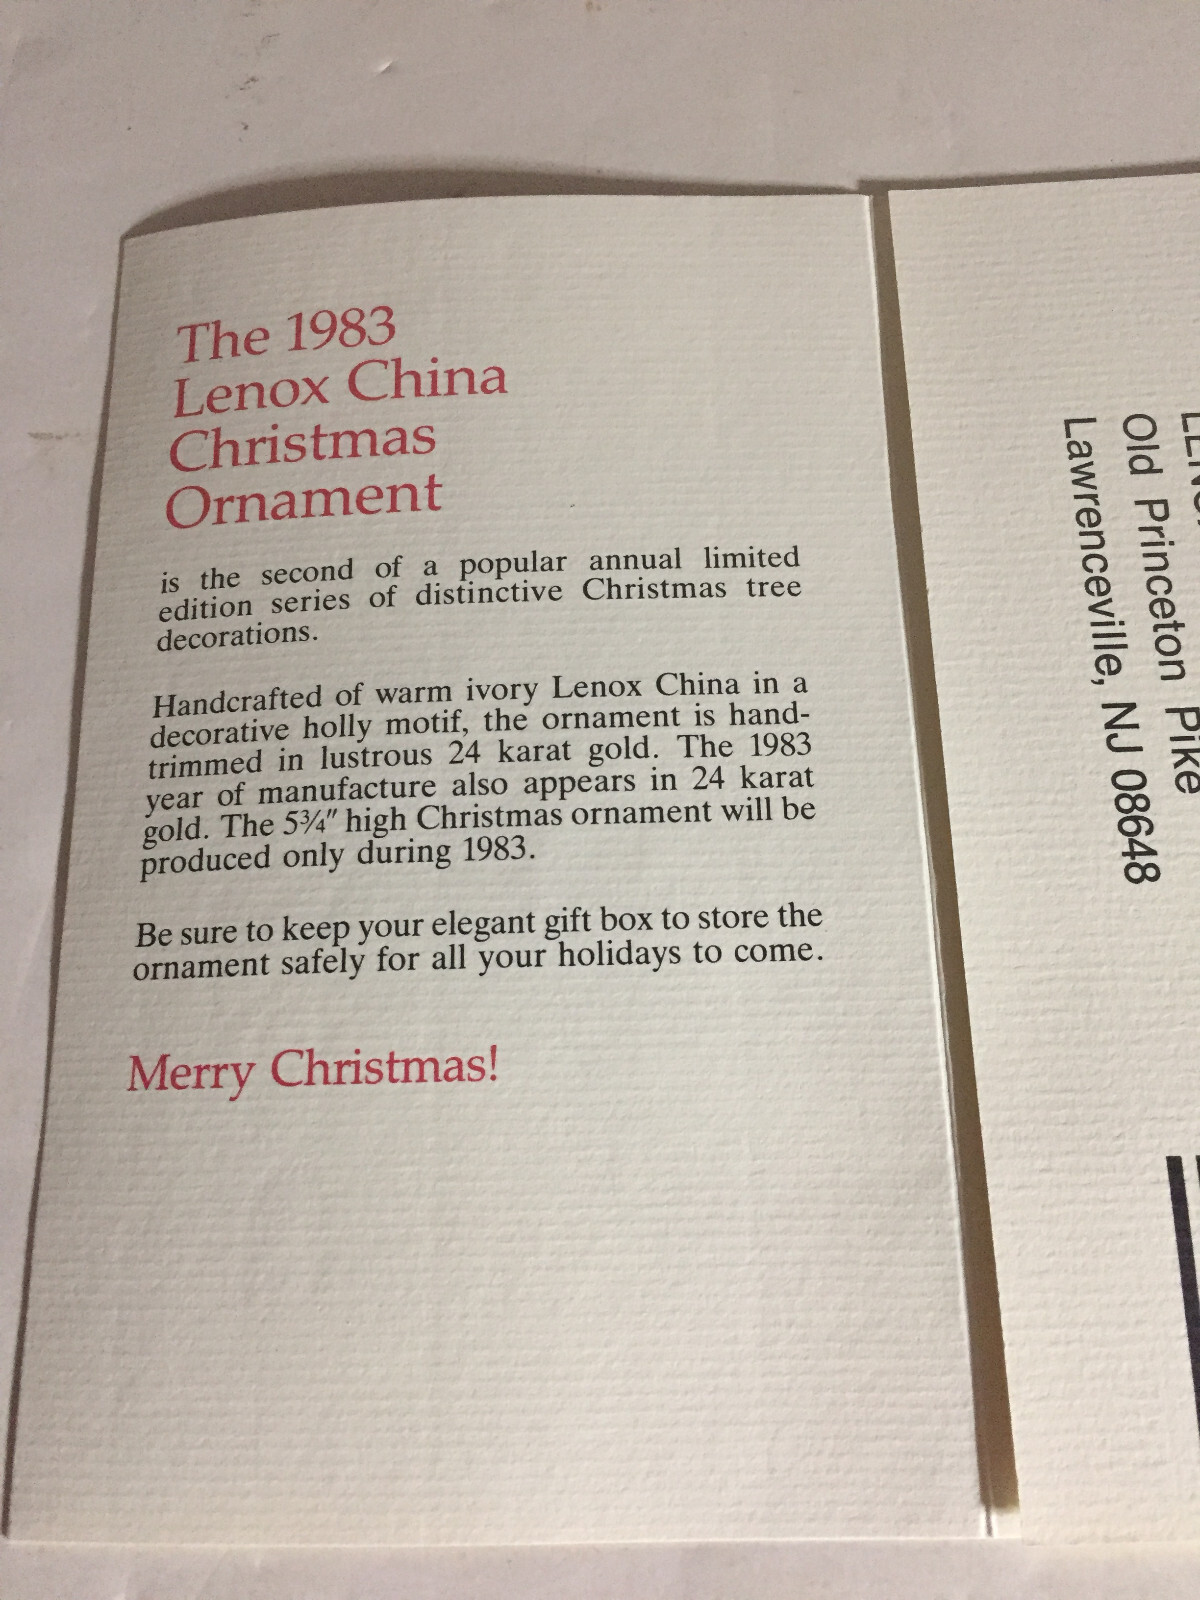 The 1983
Lenox China
Christmas
Ornament
is the second of a popular annual limited
edition series of distinctive Christmas tree
decorations.
Handcrafted of warm ivory Lenox China in a
decorative holly motif, the ornament is hand-
trimmed in lustrous 24 karat gold. The 1983
year of manufacture also appears in 24 karat
gold. The 5¾″ high Christmas ornament will be
produced only during 1983.
Be sure to keep your elegant gift box to store the
ornament safely for all your holidays to come.
Merry Christmas!
Old Princeton Pike
Lawrenceville, NJ 08648